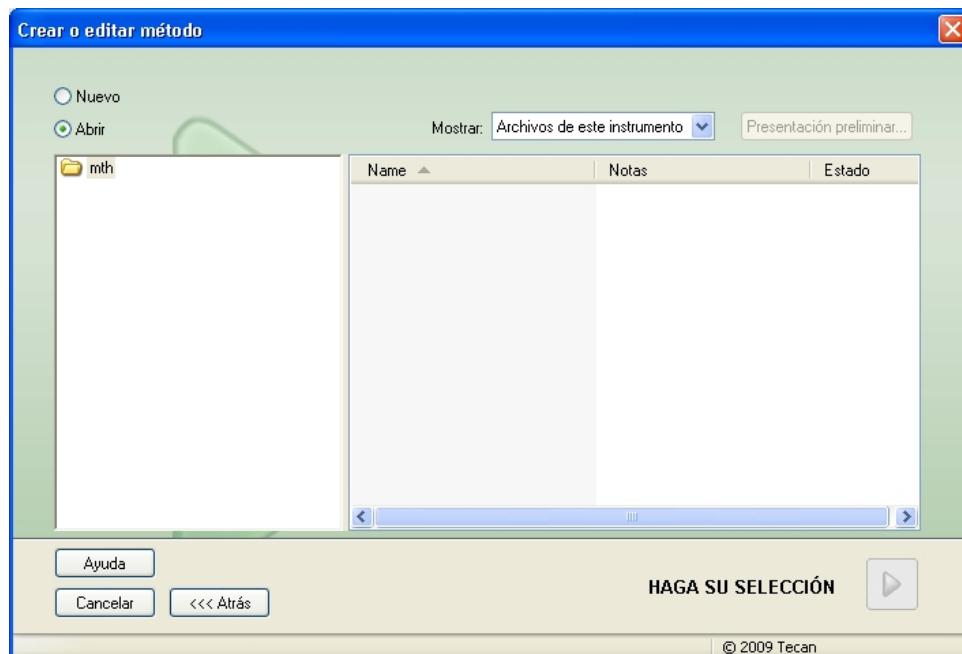 Crear o editar método
Nuevo
Abrir
Mostrar: Archivos de este instrumento Presentación preliminar...
mth
Name Notas Estado
Ayuda
Cancelar <<< Atrás
HAGA SU SELECCIÓN
© 2009 Tecan